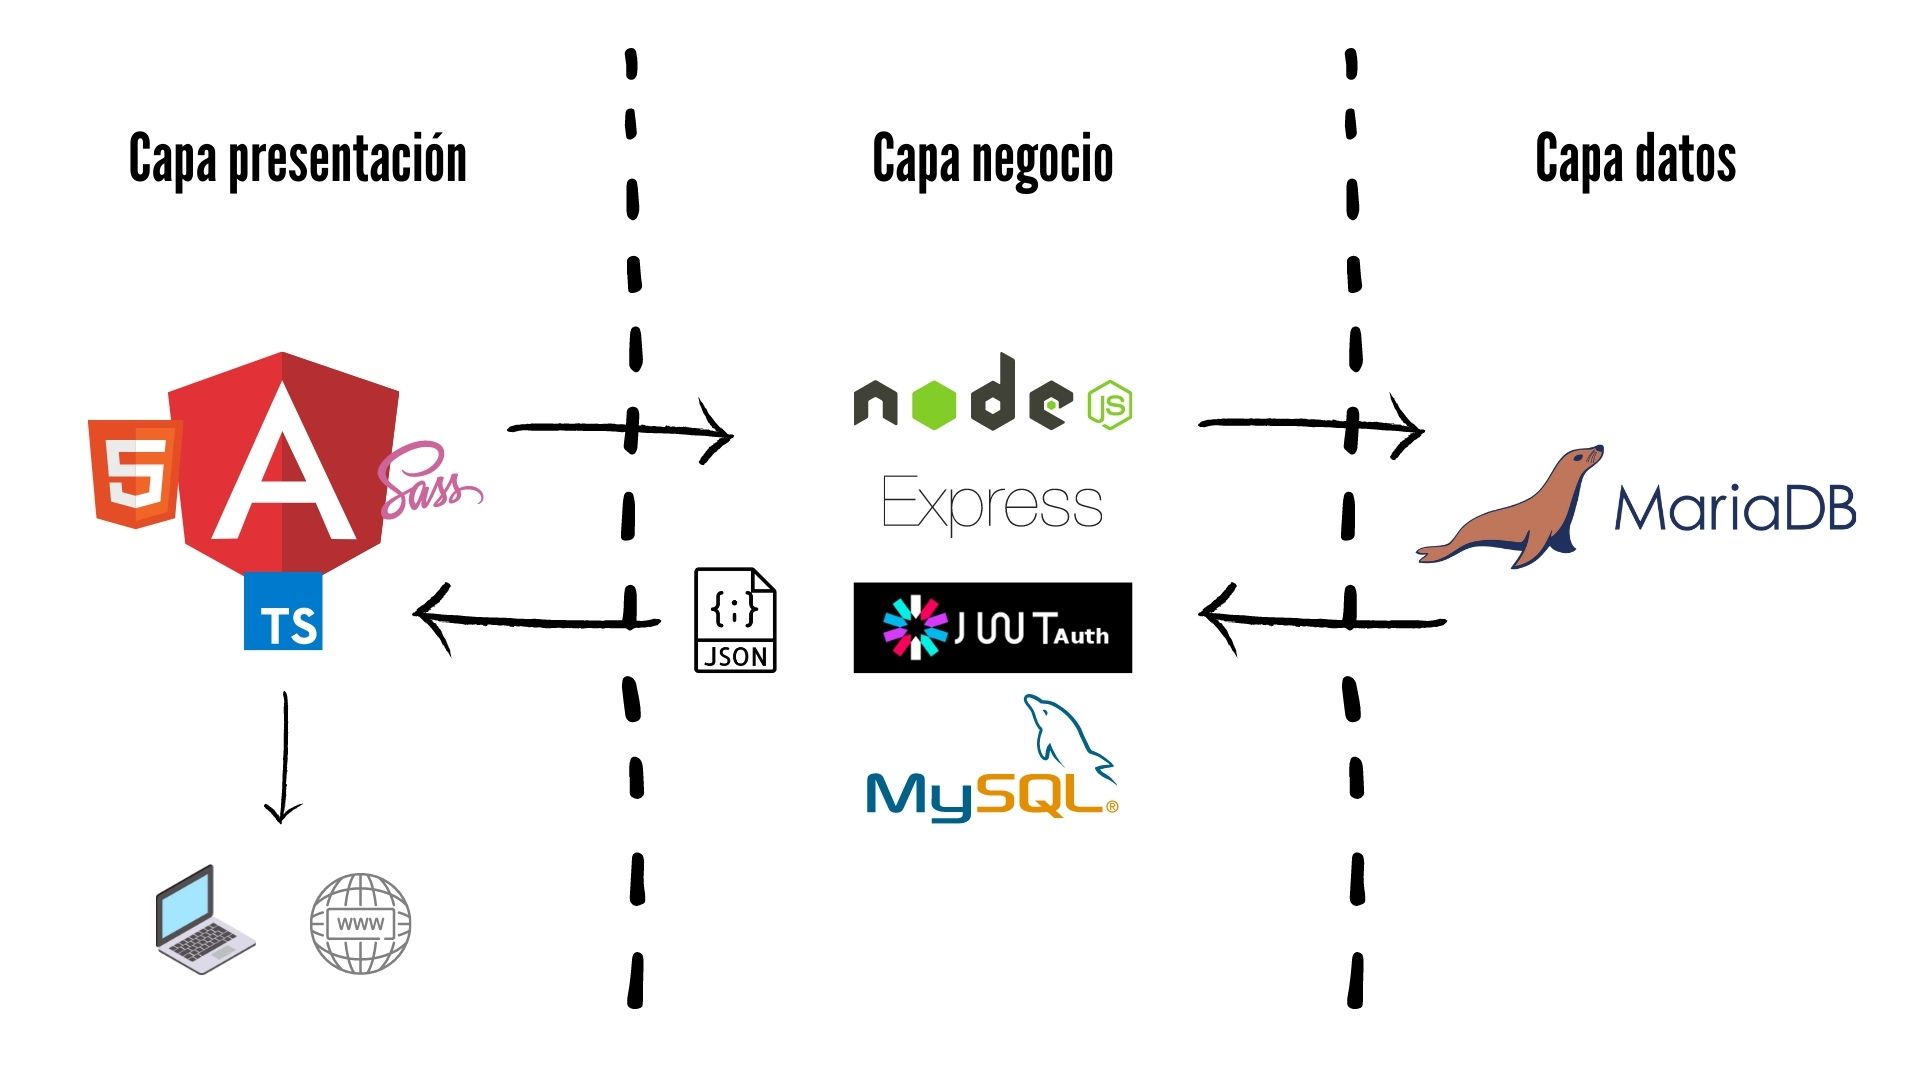 Capa presentación
Capa negocio
Capa datos
node
JS
5
A
Sass
Express
MariaDB
{;}
JSON
JWT Auth
TS
MySQL®
www